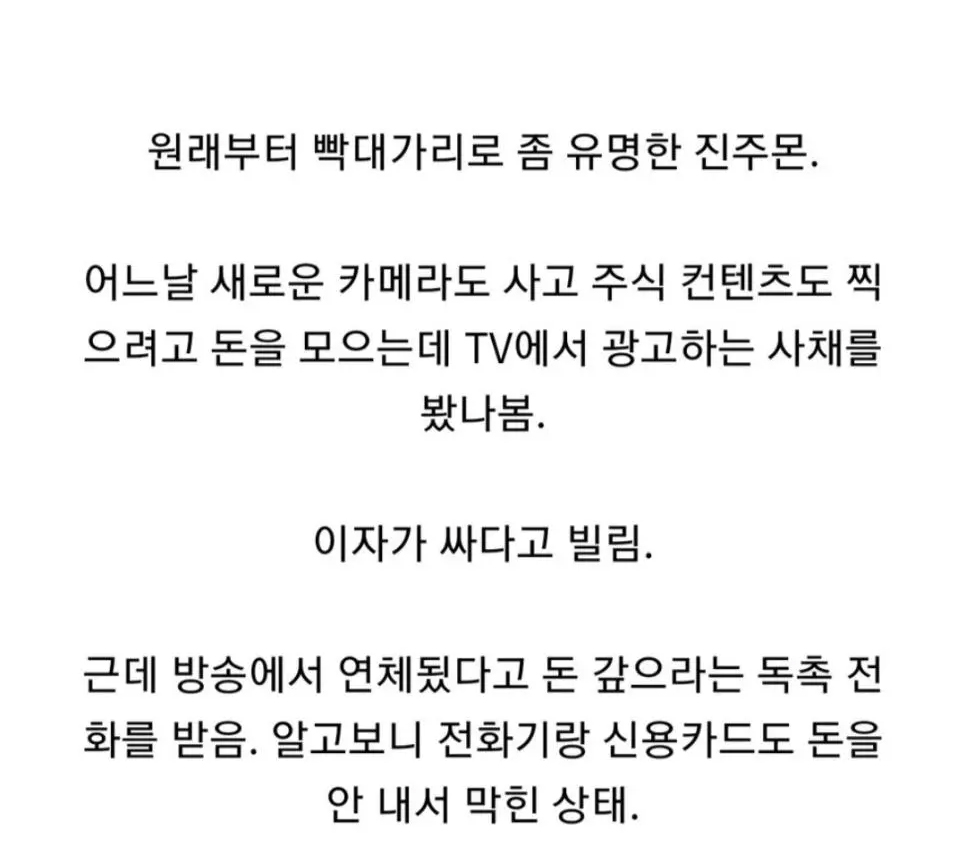 원래부터 빡대가리로 좀 유명한 진주몬.
어느날 새로운 카메라도 사고 주식 컨텐츠도 찍
으려고 돈을 모으는데 TV에서 광고하는 사채를
봤나봄.
이자가 싸다고 빌림.
근데 방송에서 연체됐다고 돈 갚으라는 독촉 전
화를 받음. 알고보니 전화기랑 신용카드도 돈을
안 내서 막힌 상태.